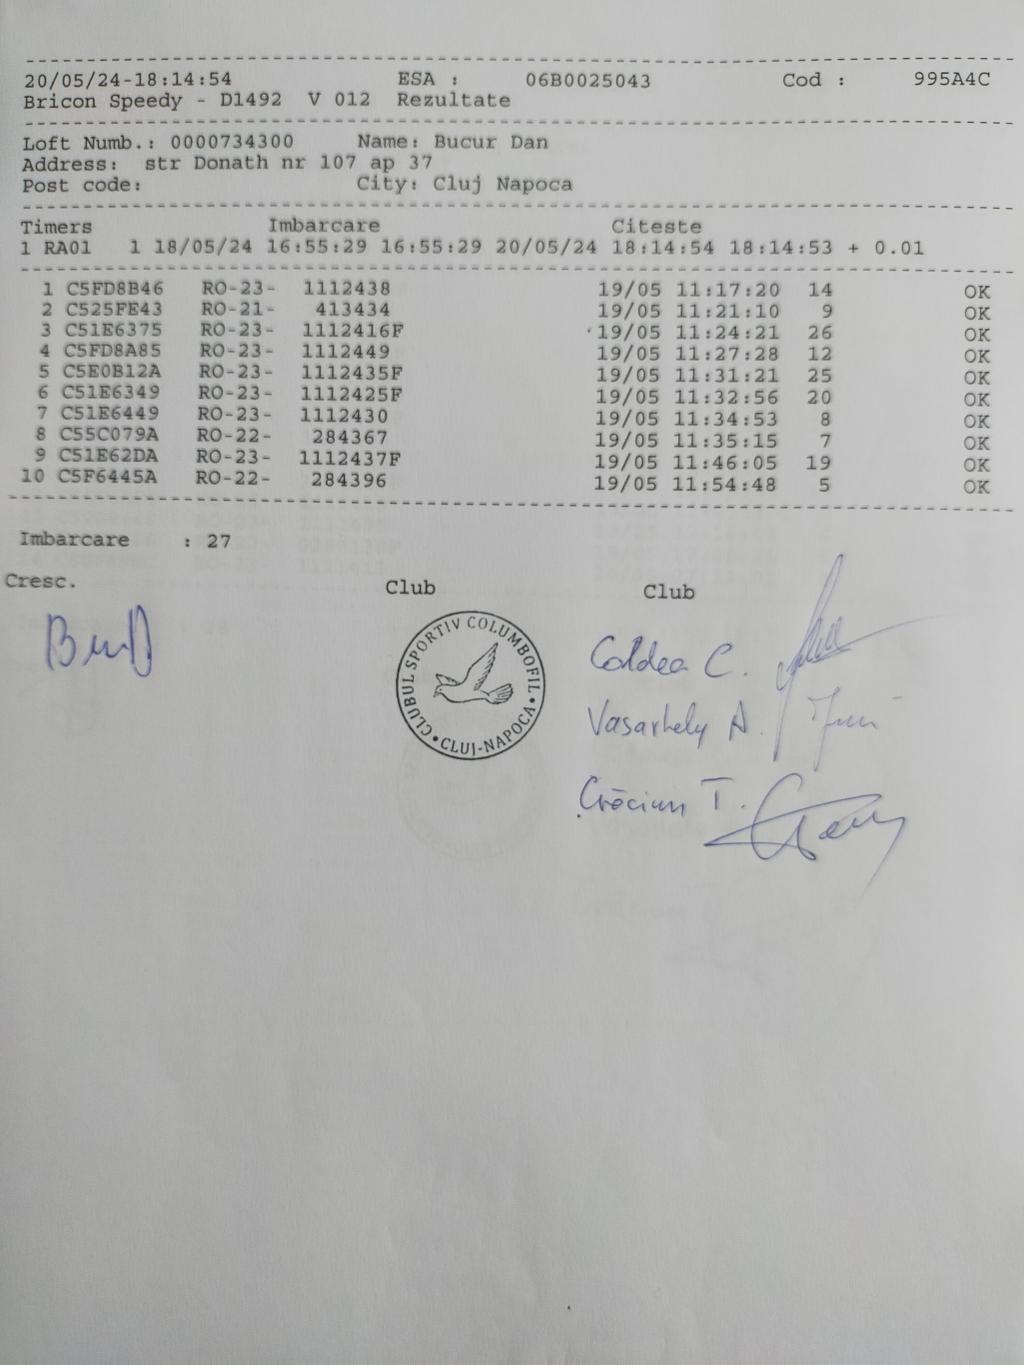 20/05/24-18:14:54 ESA : 06B0025043 Cod : 995A4C
Bricon Speedy - D1492 V 012 Rezultate
Loft Numb.: 0000734300 Name: Bucur Dan
Address: str Donath nr 107 ap 37
Post code: City: Cluj Napoca
Timers Imbarcare Citeste
1 RA01 1 18/05/24 16:55:29 16:55:29 20/05/24 18:14:54 18:14:53 + 0.01
1 C5FD8B46 RO-23- 1112438 19/05 11:17:20 14 OK
2 C525FE43 RO-21- 413434 19/05 11:21:10 9 OK
3 C51E6375 RO-23- 1112416F 19/05 11:24:21 26 OK
4 C5FD8A85 RO-23- 1112449 19/05 11:27:28 12 OK
5 C5E0B12A RO-23- 1112435F 19/05 11:31:21 25 OK
6 C51E6349 RO-23- 1112425F 19/05 11:32:56 20 OK
7 C51E6449 RO-23- 1112430 19/05 11:34:53 8 OK
8 C55C079A RO-22- 284367 19/05 11:35:15 7 OK
9 C51E62DA RO-23- 1112437F 19/05 11:46:05 19 OK
10 C5F6445A RO-22- 284396 19/05 11:54:48 5 OK
Imbarcare : 27
Cresc. Club Club
CLUBUL SPORTIV COLUMBOFIL
• CLUJ-NAPOCA •
Coldea C.
Vasarhely A.
Crăciun T.